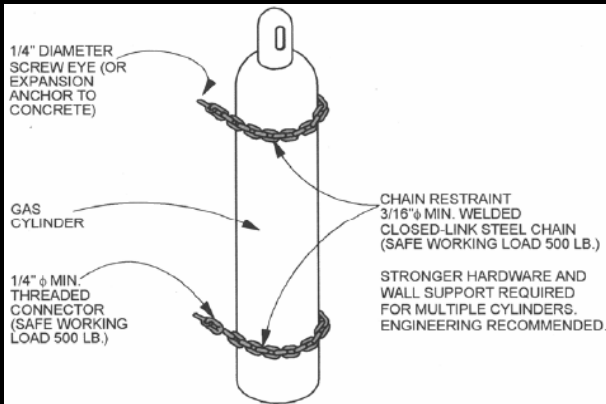 1/4" DIAMETER
SCREW EYE (OR
EXPANSION
ANCHOR TO
CONCRETE)
GAS
CYLINDER
1/4" ϕ MIN.
THREADED
CONNECTOR
(SAFE WORKING
LOAD 500 LB.)
CHAIN RESTRAINT
3/16"ϕ MIN. WELDED
CLOSED-LINK STEEL CHAIN
(SAFE WORKING LOAD 500 LB.)
STRONGER HARDWARE AND
WALL SUPPORT REQUIRED
FOR MULTIPLE CYLINDERS.
ENGINEERING RECOMMENDED.